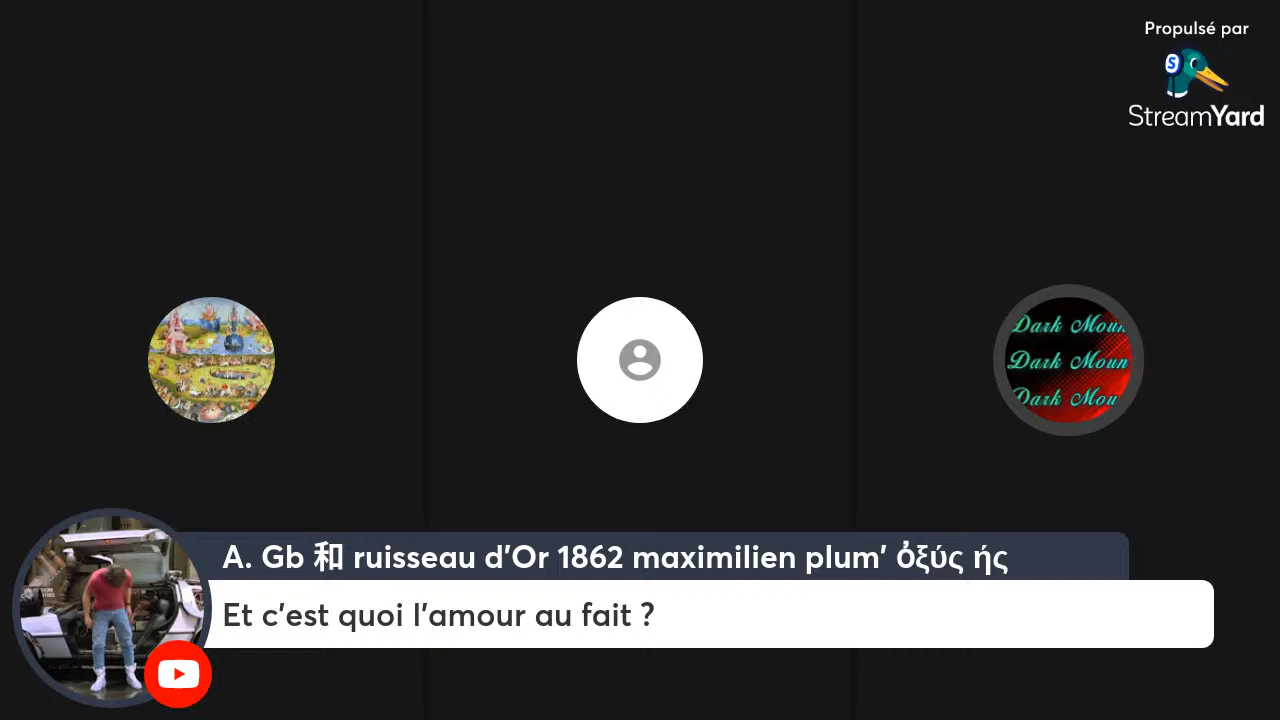 Propulsé par
S
StreamYard
Dark Moun
Dark Moun
Dark Mou
A. Gb 和 ruisseau d’Or 1862 maximilien plum’ ὀξύς ής
Et c’est quoi l’amour au fait ?